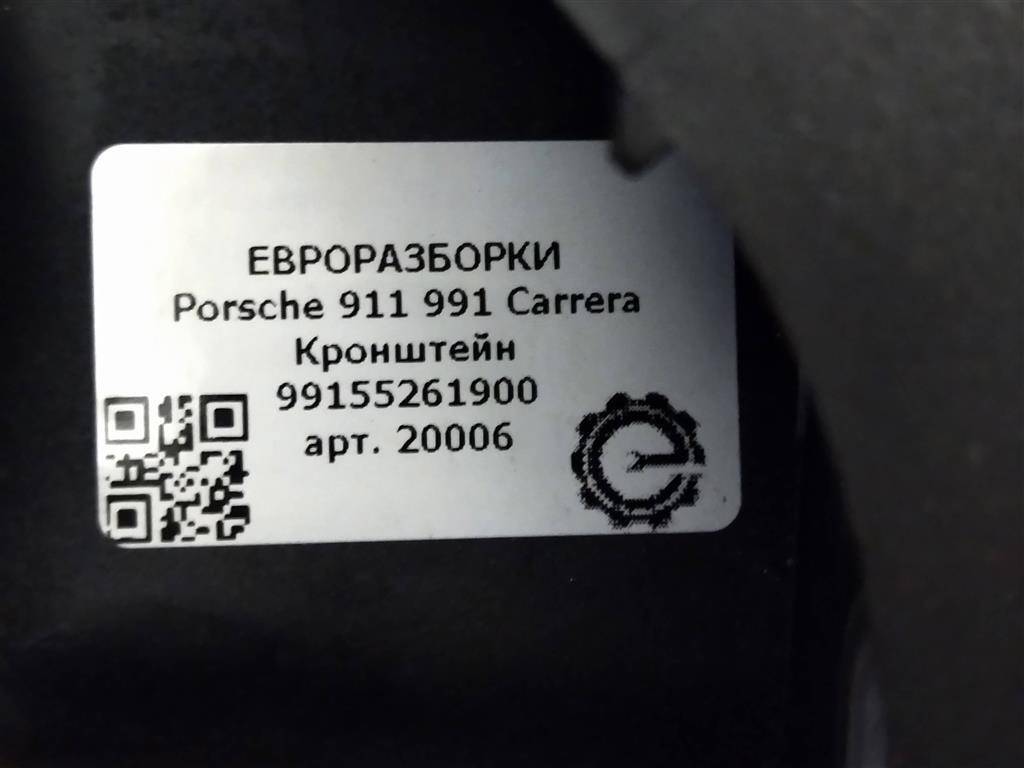 ЕВРОРАЗБОРКИ
Porsche 911 991 Carrera
Кронштейн
99155261900
арт. 20006